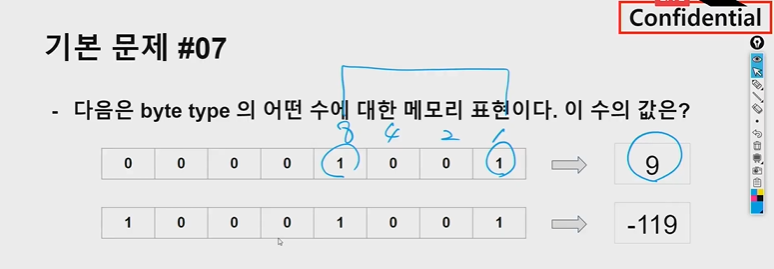 Confidential
기본 문제 #07
- 다음은 byte type 의 어떤 수에 대한 메모리 표현이다. 이 수의 값은?
8 4 2 1
0 0 0 0 1 0 0 1 9
1 0 0 0 1 0 0 1 -119